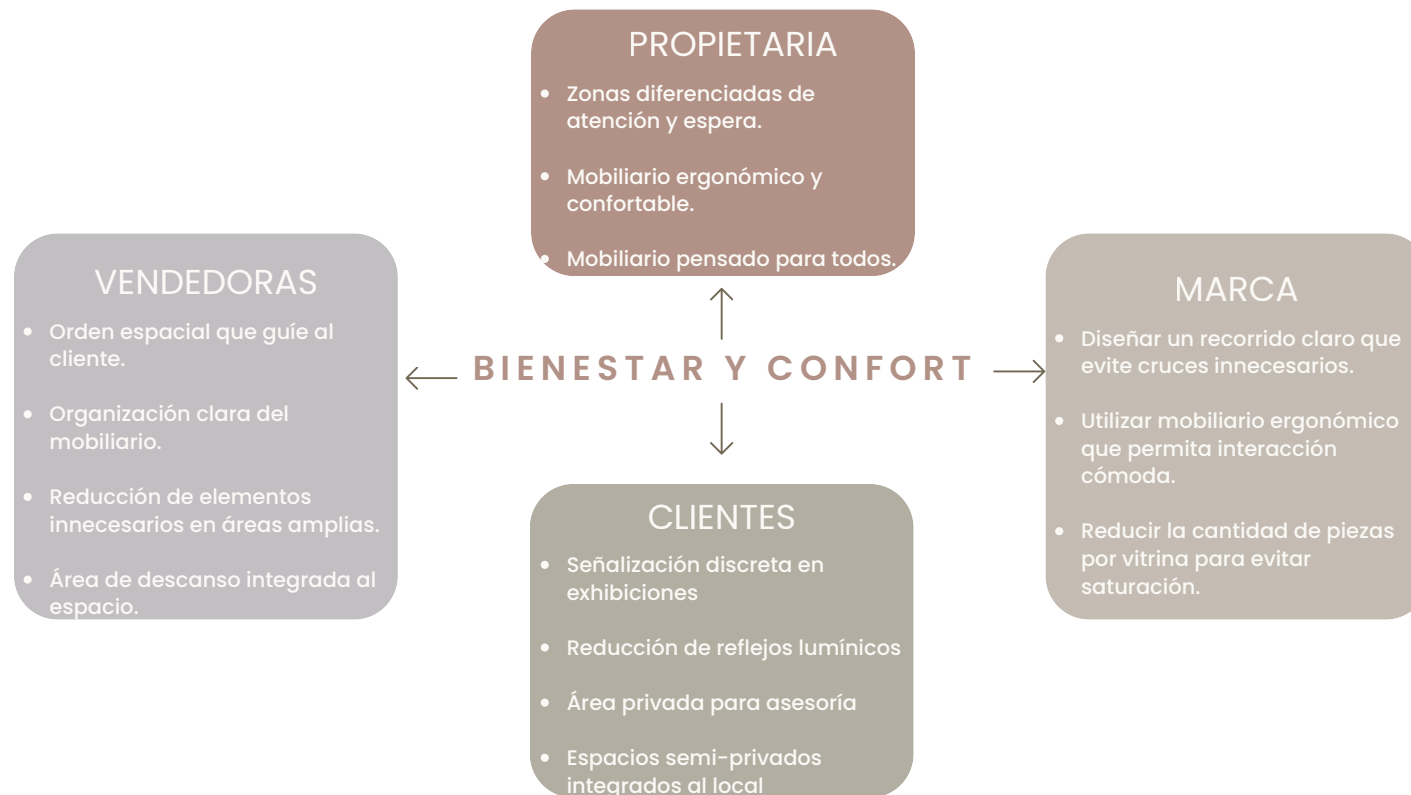 PROPIETARIA
Zonas diferenciadas de
atención y espera.
Mobiliario ergonómico y
confortable.
Mobiliario pensado para todos.
VENDEDORAS
Orden espacial que guíe al
cliente.
Organización clara del
mobiliario.
Reducción de elementos
innecesarios en áreas amplias.
Área de descanso integrada al
espacio.
BIENESTAR Y CONFORT
MARCA
Diseñar un recorrido claro que
evite cruces innecesarios.
Utilizar mobiliario ergonómico
que permita interacción
cómoda.
Reducir la cantidad de piezas
por vitrina para evitar
saturación.
CLIENTES
Señalización discreta en
exhibiciones
Reducción de reflejos lumínicos
Área privada para asesoría
Espacios semi-privados
integrados al local